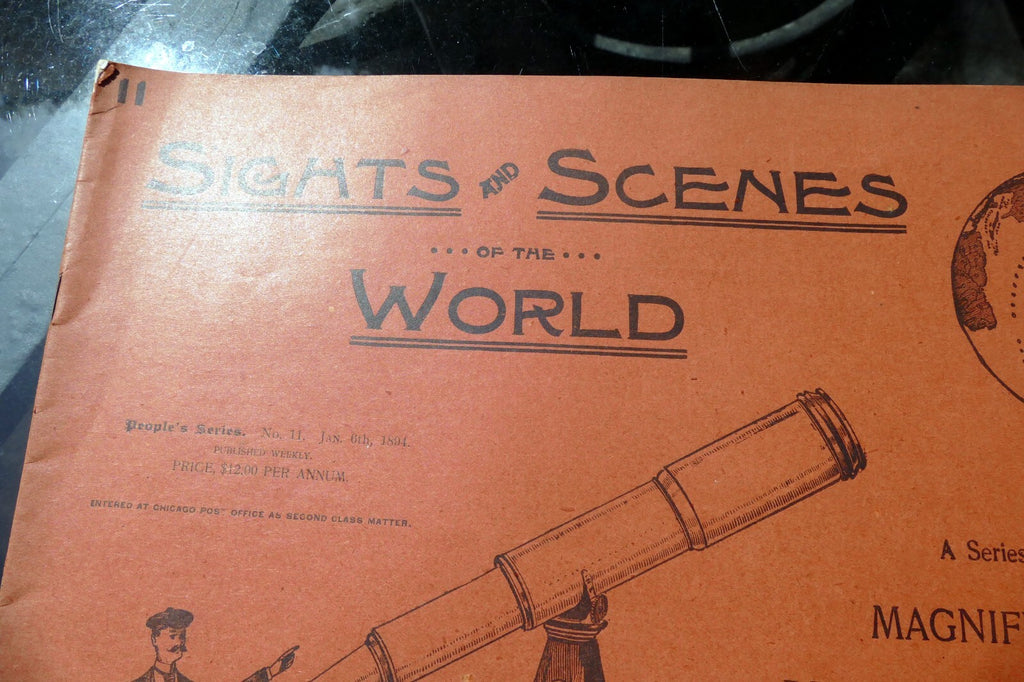 11
SIGHTS AND SCENES
• • • OF THE • • •
WORLD
People's Series. No. 11, Jan. 6th, 1894.
PUBLISHED WEEKLY.
PRICE, $12.00 PER ANNUM.
ENTERED AT CHICAGO POST OFFICE AS SECOND CLASS MATTER.
A Series
MAGNIF